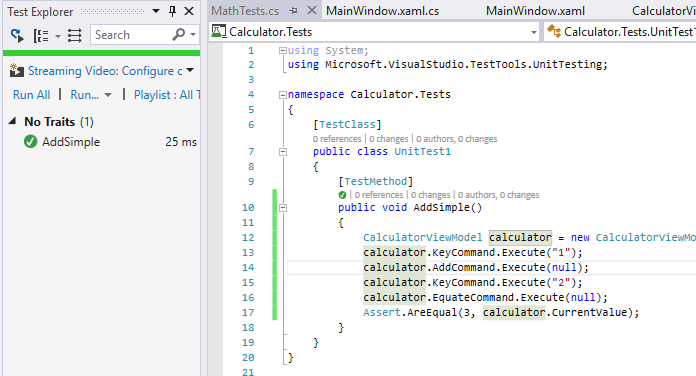 Test Explorer
Search
Streaming Video: Configure c
Run All | Run... | Playlist : All T
No Traits (1)
AddSimple 25 ms
MathTests.cs MainWindow.xaml.cs MainWindow.xaml CalculatorV
Calculator.Tests Calculator.Tests.UnitTest1
1 using System;
2 using Microsoft.VisualStudio.TestTools.UnitTesting;
3
4 namespace Calculator.Tests
5 {
6 [TestClass]
0 references | 0 changes | 0 authors, 0 changes
7 public class UnitTest1
8 {
9 [TestMethod]
| 0 references | 0 changes | 0 authors, 0 changes
10 public void AddSimple()
11 {
12 CalculatorViewModel calculator = new CalculatorViewMo
13 calculator.KeyCommand.Execute("1");
14 calculator.AddCommand.Execute(null);
15 calculator.KeyCommand.Execute("2");
16 calculator.EquateCommand.Execute(null);
17 Assert.AreEqual(3, calculator.CurrentValue);
18 }
19 }
20 }
21